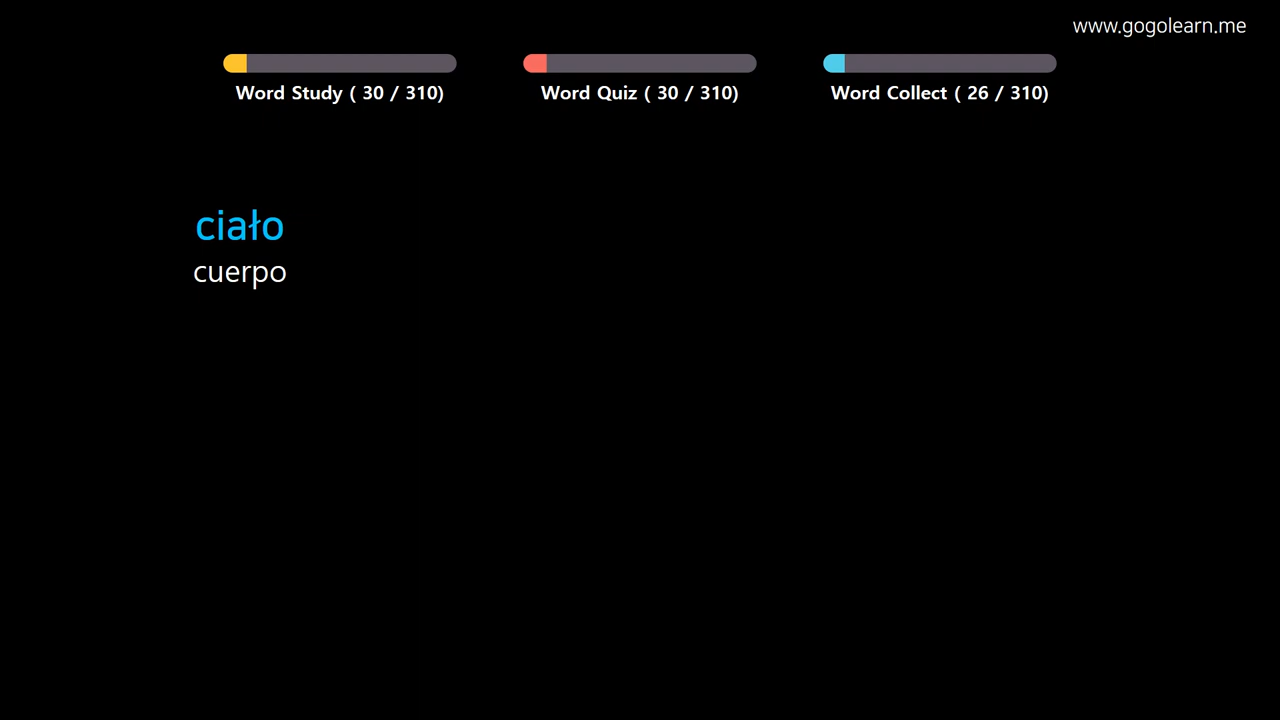 www.gogolearn.me
Word Study ( 30 / 310)
Word Quiz ( 30 / 310)
Word Collect ( 26 / 310)
ciało
cuerpo